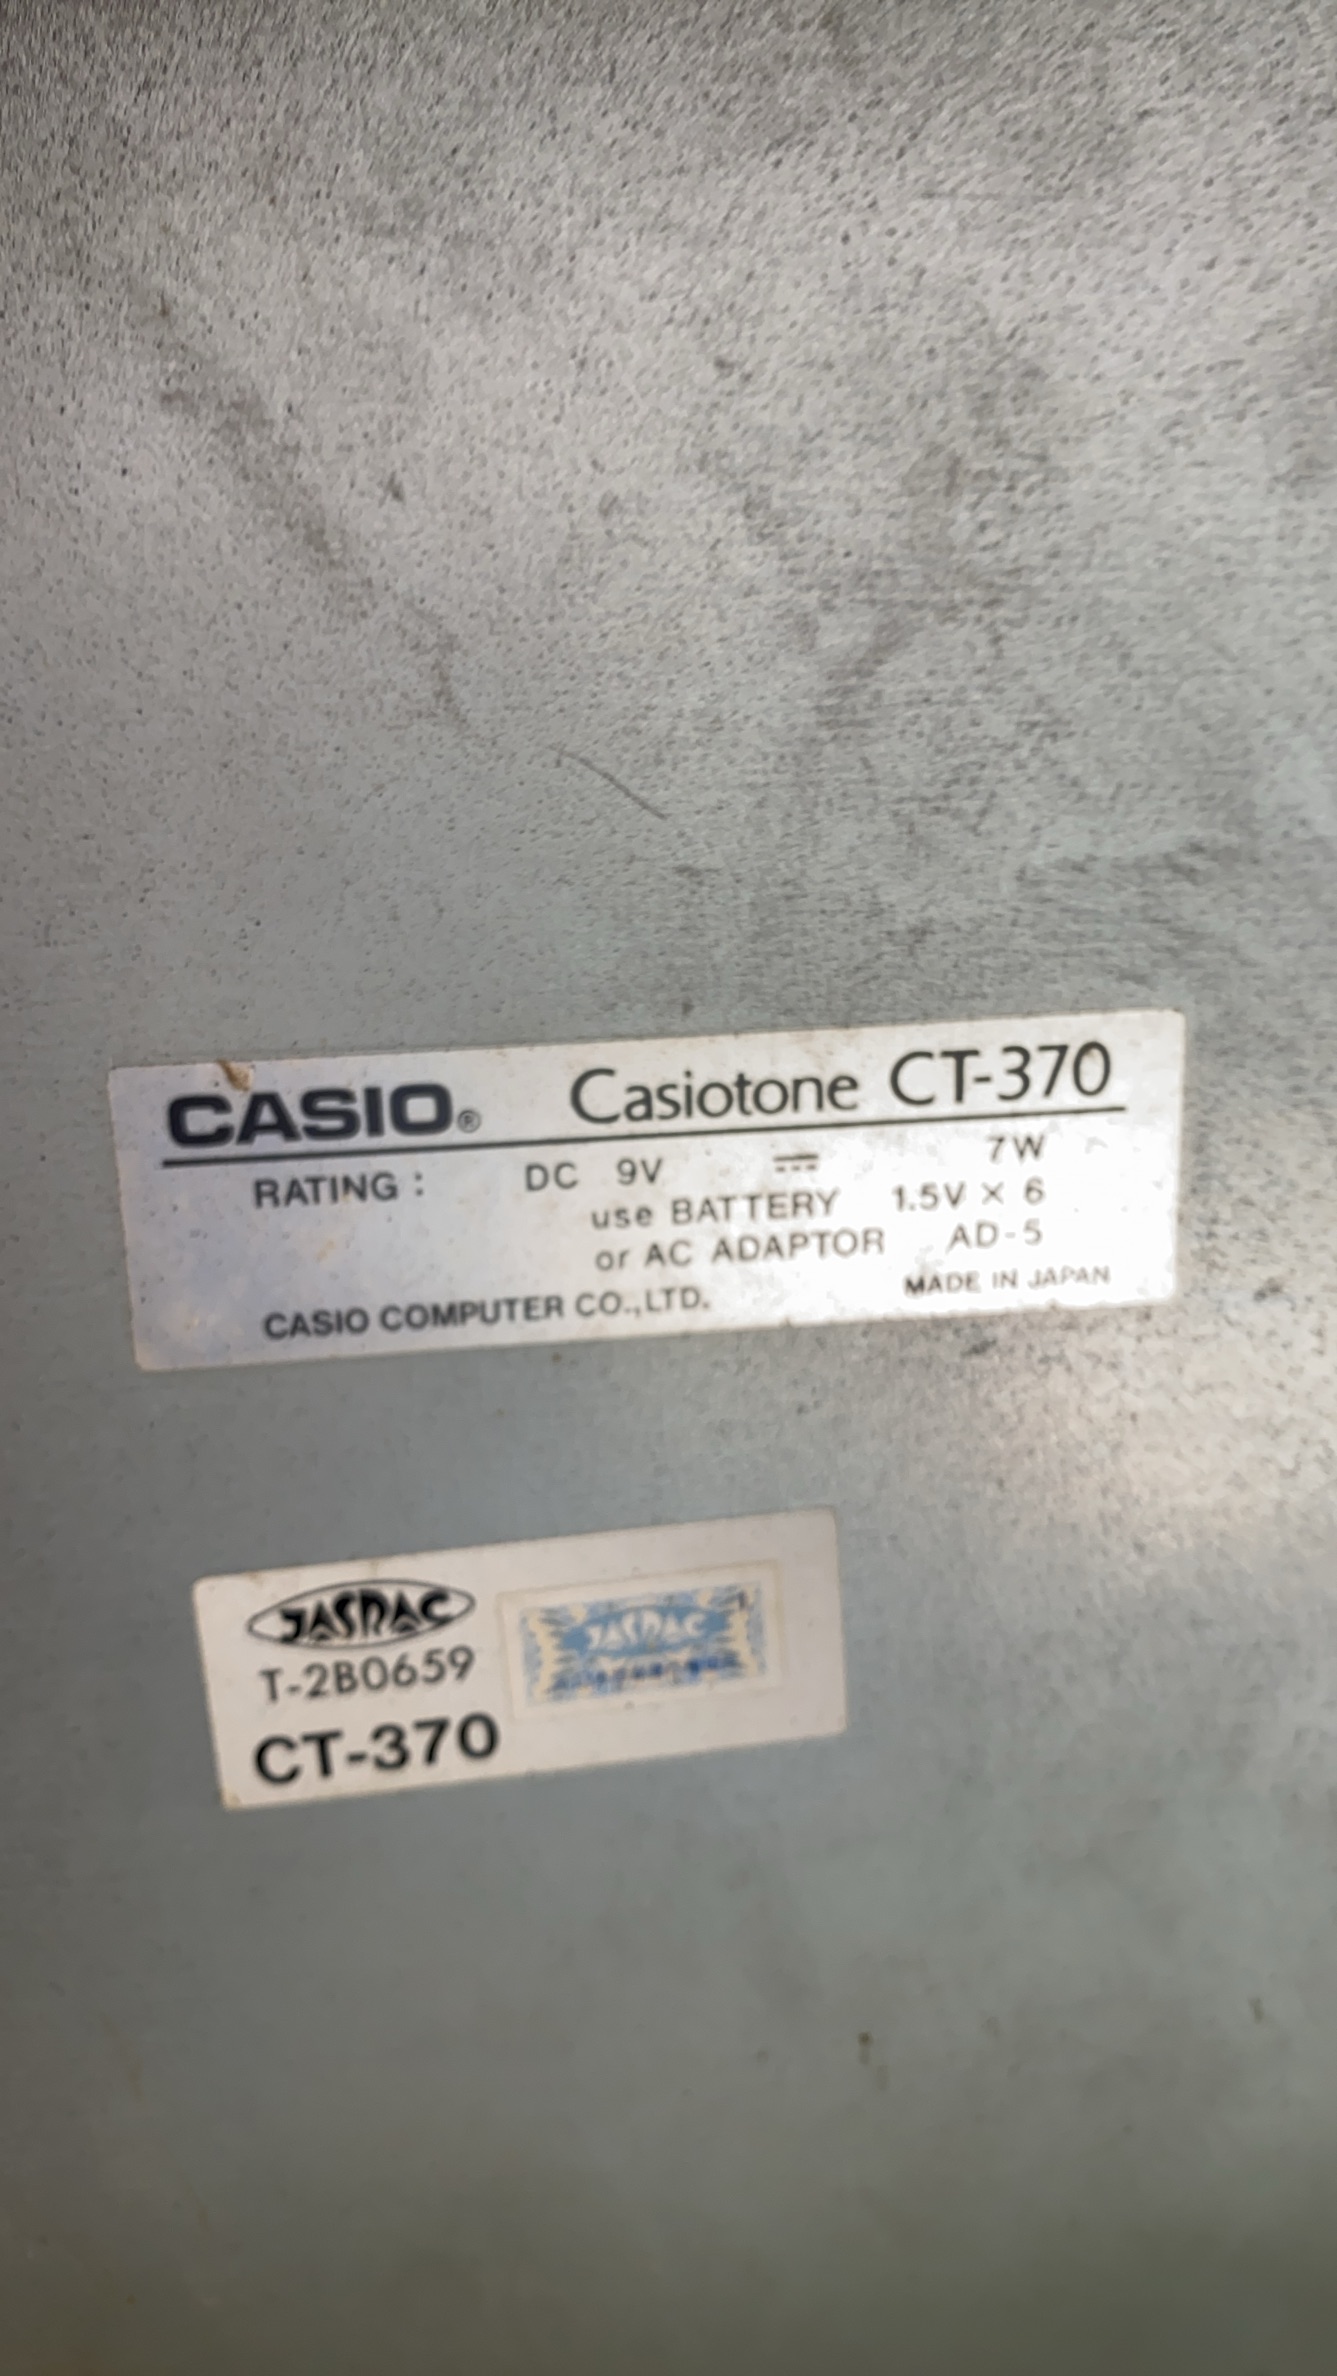 CASIO® Casiotone CT-370
RATING : DC 9V ⎓ 7W
use BATTERY 1.5V × 6
or AC ADAPTOR AD-5
CASIO COMPUTER CO.,LTD. MADE IN JAPAN
JASRAC
T-2B0659
CT-370
JASRAC